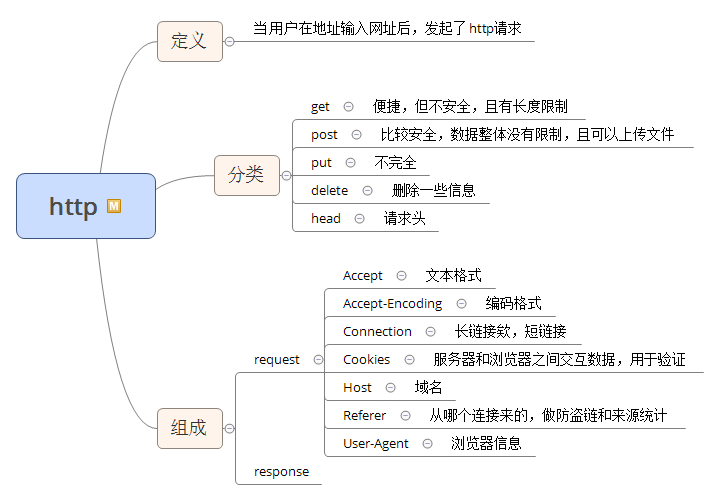 http M
定义
当用户在地址输入网址后，发起了http请求
分类
get 便捷，但不安全，且有长度限制
post 比较安全，数据整体没有限制，且可以上传文件
put 不完全
delete 删除一些信息
head 请求头
组成
request
Accept 文本格式
Accept-Encoding 编码格式
Connection 长链接欸，短链接
Cookies 服务器和浏览器之间交互数据，用于验证
Host 域名
Referer 从哪个连接来的，做防盗链和来源统计
User-Agent 浏览器信息
response